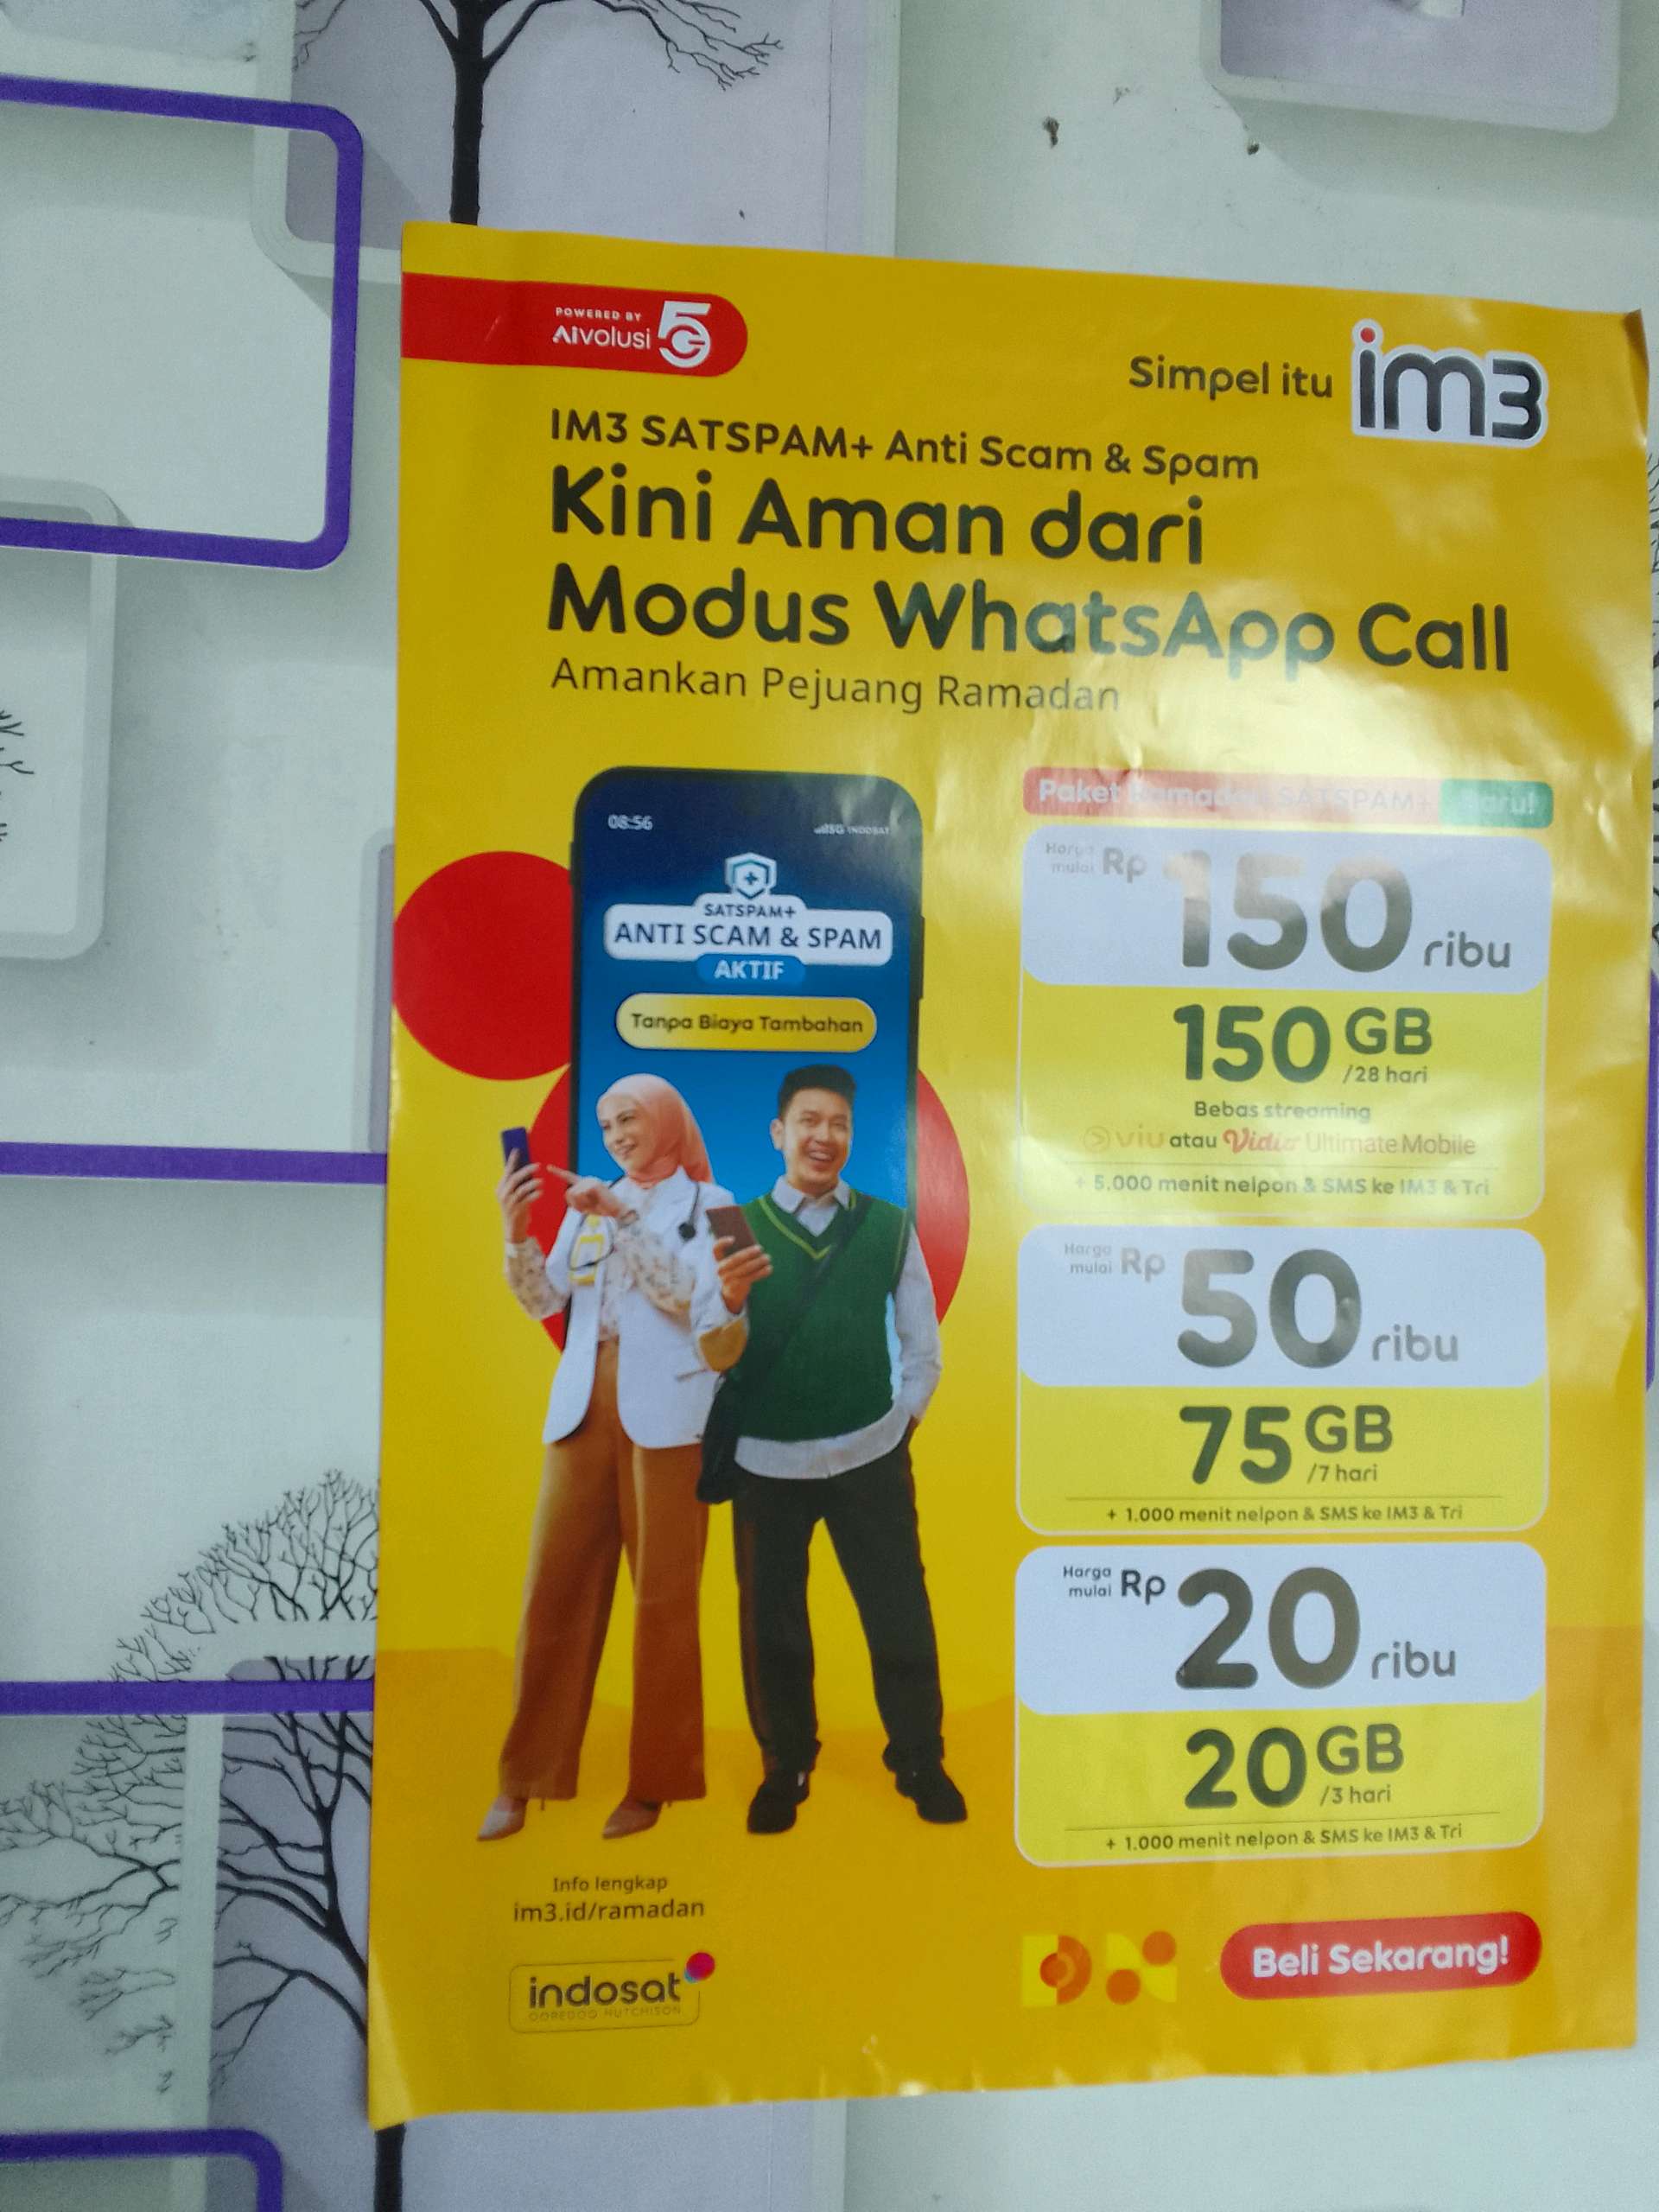 POWERED BY
AIvolusi 5G
Simpel itu im3
IM3 SATSPAM+ Anti Scam & Spam
Kini Aman dari
Modus WhatsApp Call
Amankan Pejuang Ramadan
08:56
5G INDOSAT
SATSPAM+
ANTI SCAM & SPAM
AKTIF
Tanpa Biaya Tambahan
Paket Ramadan SATSPAM+ Baru!
Harga mulai Rp 150 ribu
150 GB
/28 hari
Bebas streaming
viu atau Vidio Ultimate Mobile
+ 5.000 menit nelpon & SMS ke IM3 & Tri
Harga mulai Rp 50 ribu
75 GB
/7 hari
+ 1.000 menit nelpon & SMS ke IM3 & Tri
Harga mulai Rp 20 ribu
20 GB
/3 hari
+ 1.000 menit nelpon & SMS ke IM3 & Tri
Info lengkap
im3.id/ramadan
indosat
OOREDOO HUTCHISON
Beli Sekarang!